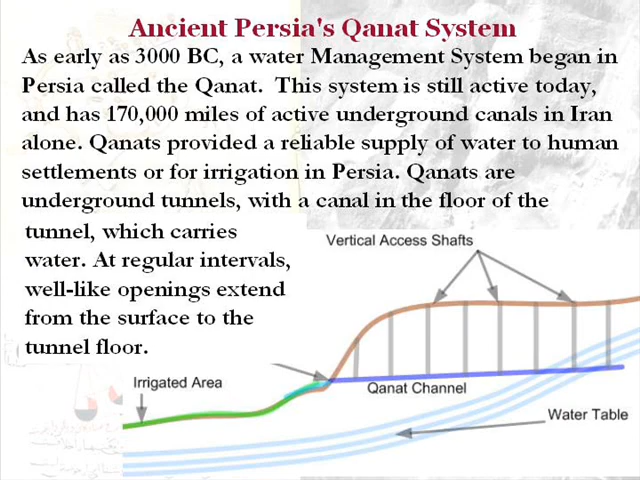 Ancient Persia's Qanat System
As early as 3000 BC, a water Management System began in
Persia called the Qanat.  This system is still active today,
and has 170,000 miles of active underground canals in Iran
alone. Qanats provided a reliable supply of water to human
settlements or for irrigation in Persia. Qanats are
underground tunnels, with a canal in the floor of the
tunnel, which carries
water. At regular intervals,
well-like openings extend
from the surface to the
tunnel floor.
Vertical Access Shafts
Irrigated Area
Qanat Channel
Water Table